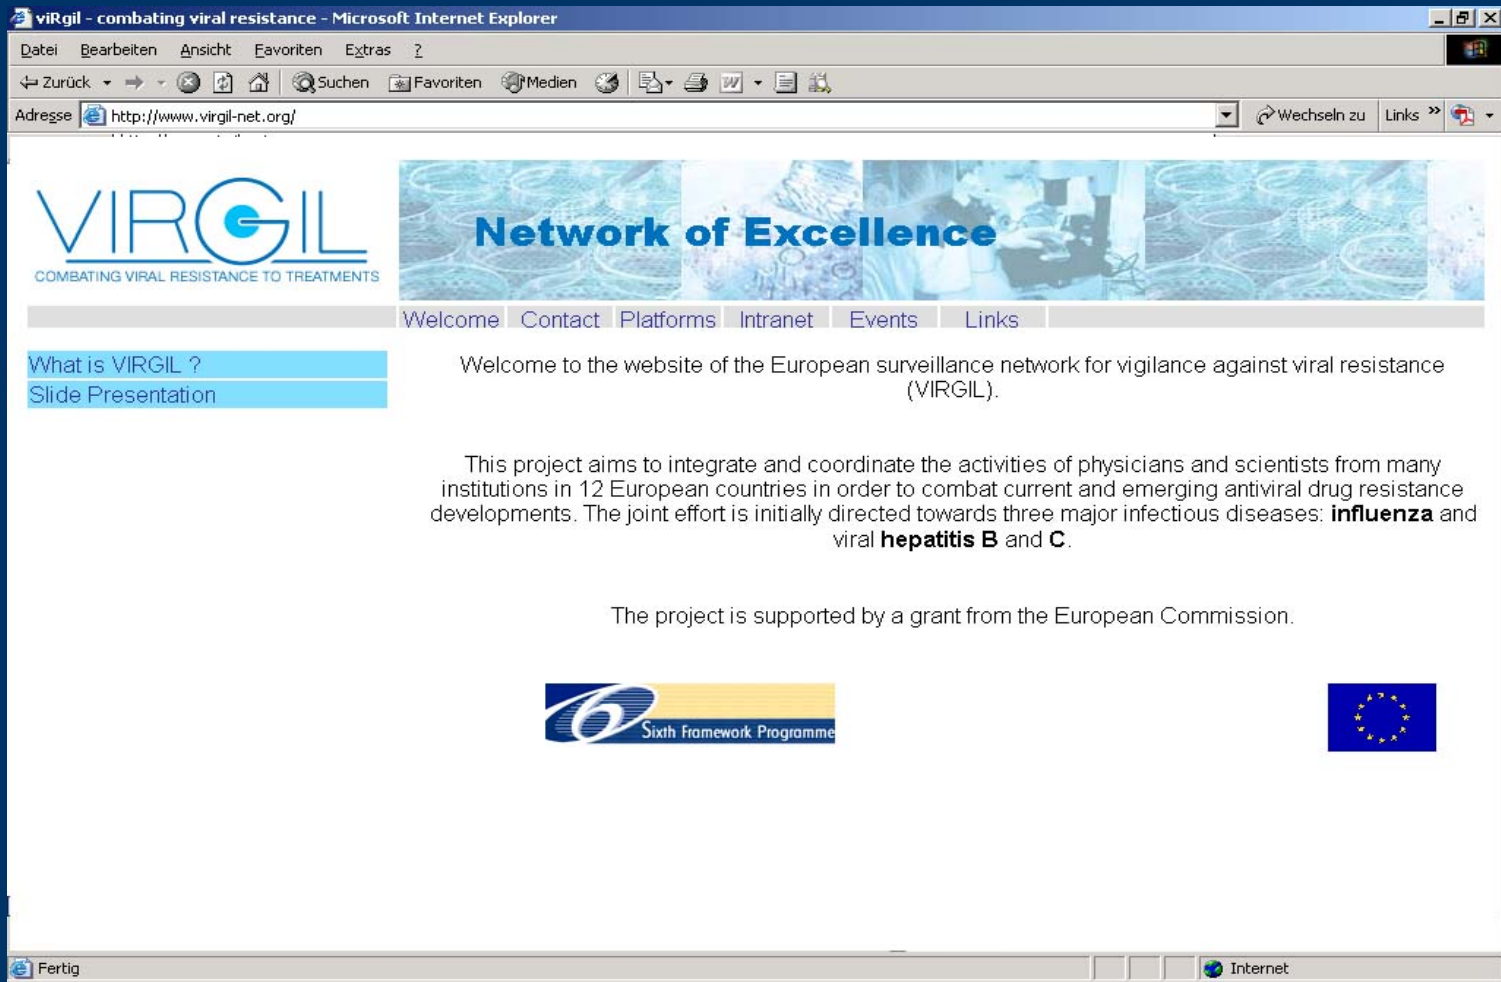 viRgil - combating viral resistance - Microsoft Internet Explorer
Datei Bearbeiten Ansicht Favoriten Extras ?
Zurück Suchen Favoriten Medien
Adresse http://www.virgil-net.org/ Wechseln zu Links »
VIRGIL
COMBATING VIRAL RESISTANCE TO TREATMENTS
Network of Excellence
Welcome Contact Platforms Intranet Events Links
What is VIRGIL ?
Slide Presentation
Welcome to the website of the European surveillance network for vigilance against viral resistance
(VIRGIL).
This project aims to integrate and coordinate the activities of physicians and scientists from many
institutions in 12 European countries in order to combat current and emerging antiviral drug resistance
developments. The joint effort is initially directed towards three major infectious diseases: influenza and
viral hepatitis B and C.
The project is supported by a grant from the European Commission.
6 Sixth Framework Programme
Fertig Internet